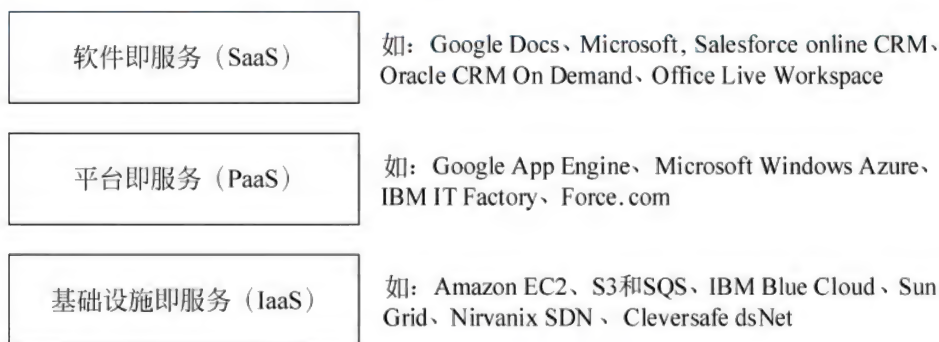 软件即服务（SaaS）
如：Google Docs、Microsoft, Salesforce online CRM、
Oracle CRM On Demand、Office Live Workspace
平台即服务（PaaS）
如：Google App Engine、Microsoft Windows Azure、
IBM IT Factory、Force.com
基础设施即服务（IaaS）
如：Amazon EC2、S3和SQS、IBM Blue Cloud、Sun
Grid、Nirvanix SDN、Cleversafe dsNet